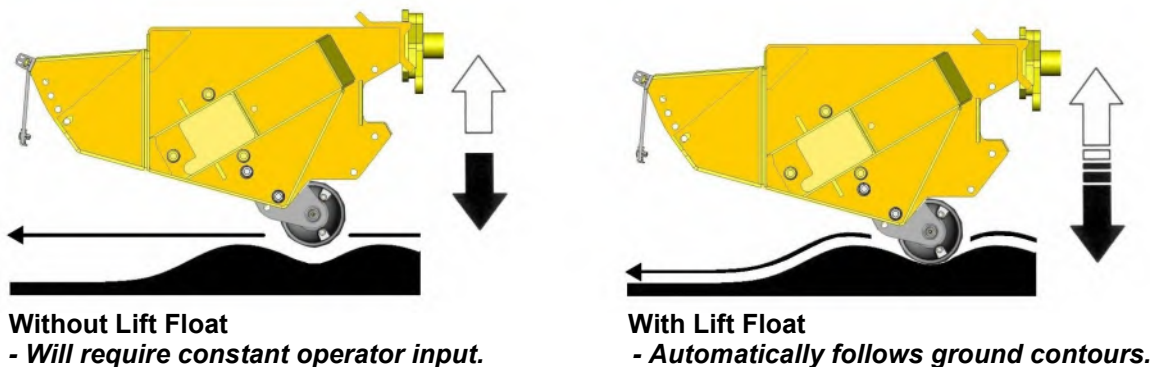 Without Lift Float
- Will require constant operator input.
With Lift Float
- Automatically follows ground contours.